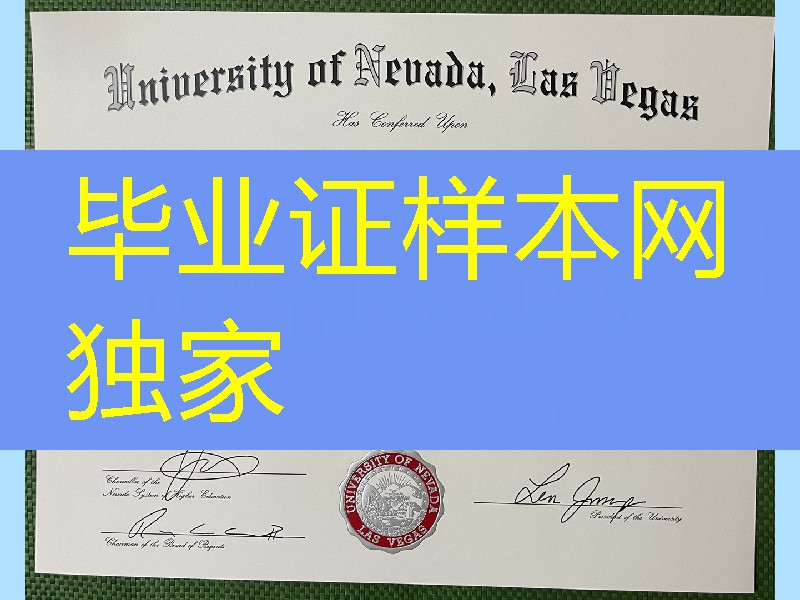 University of Nevada, Las Vegas
Has Conferred Upon
毕业证样本网
独家
Chancellor of the
Nevada System of Higher Education
Chairman of the Board of Regents
UNIVERSITY OF NEVADA
LAS VEGAS
President of the University